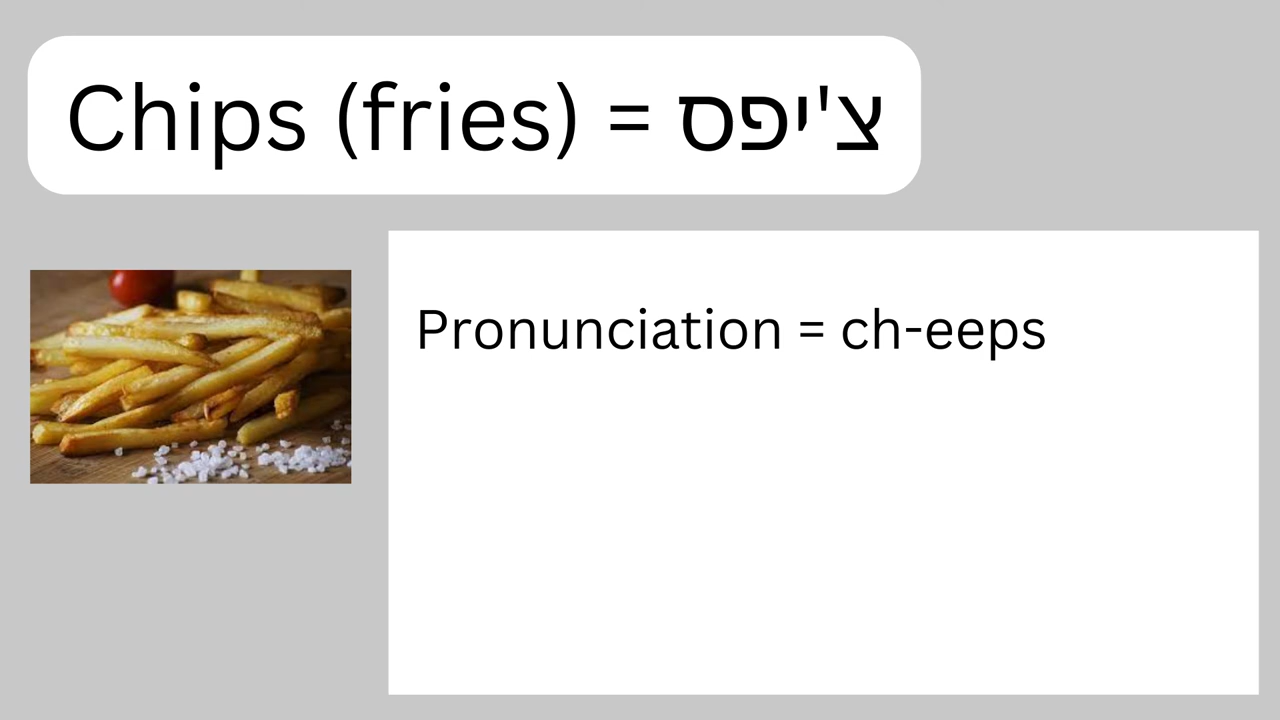 Chips (fries) = צ'יפס
Pronunciation = ch-eeps